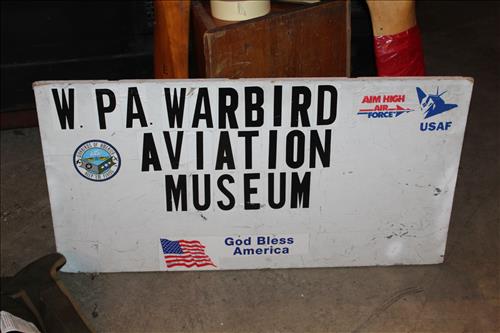 W. PA. WARBIRD
AVIATION
MUSEUM
AIM HIGH
AIR
FORCE
USAF
God Bless
America